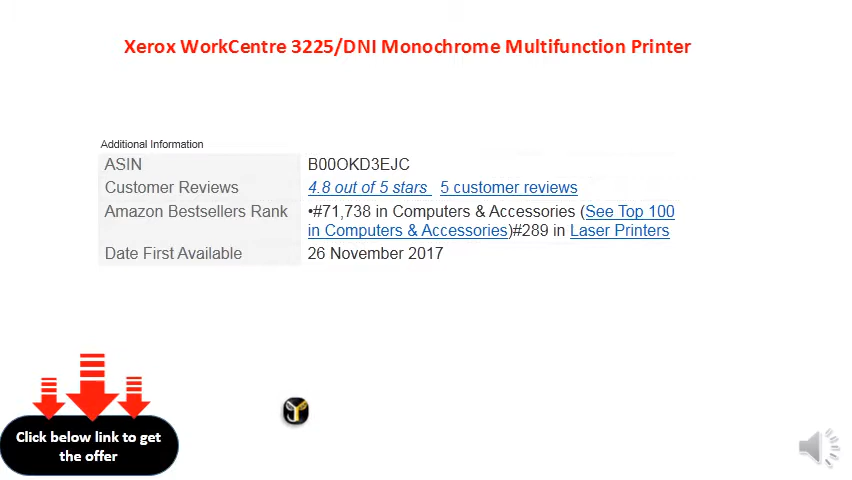 Xerox WorkCentre 3225/DNI Monochrome Multifunction Printer
Additional Information
ASIN B00OKD3EJC
Customer Reviews 4.8 out of 5 stars 5 customer reviews
Amazon Bestsellers Rank •#71,738 in Computers & Accessories (See Top 100
in Computers & Accessories)#289 in Laser Printers
Date First Available 26 November 2017
Click below link to get
the offer